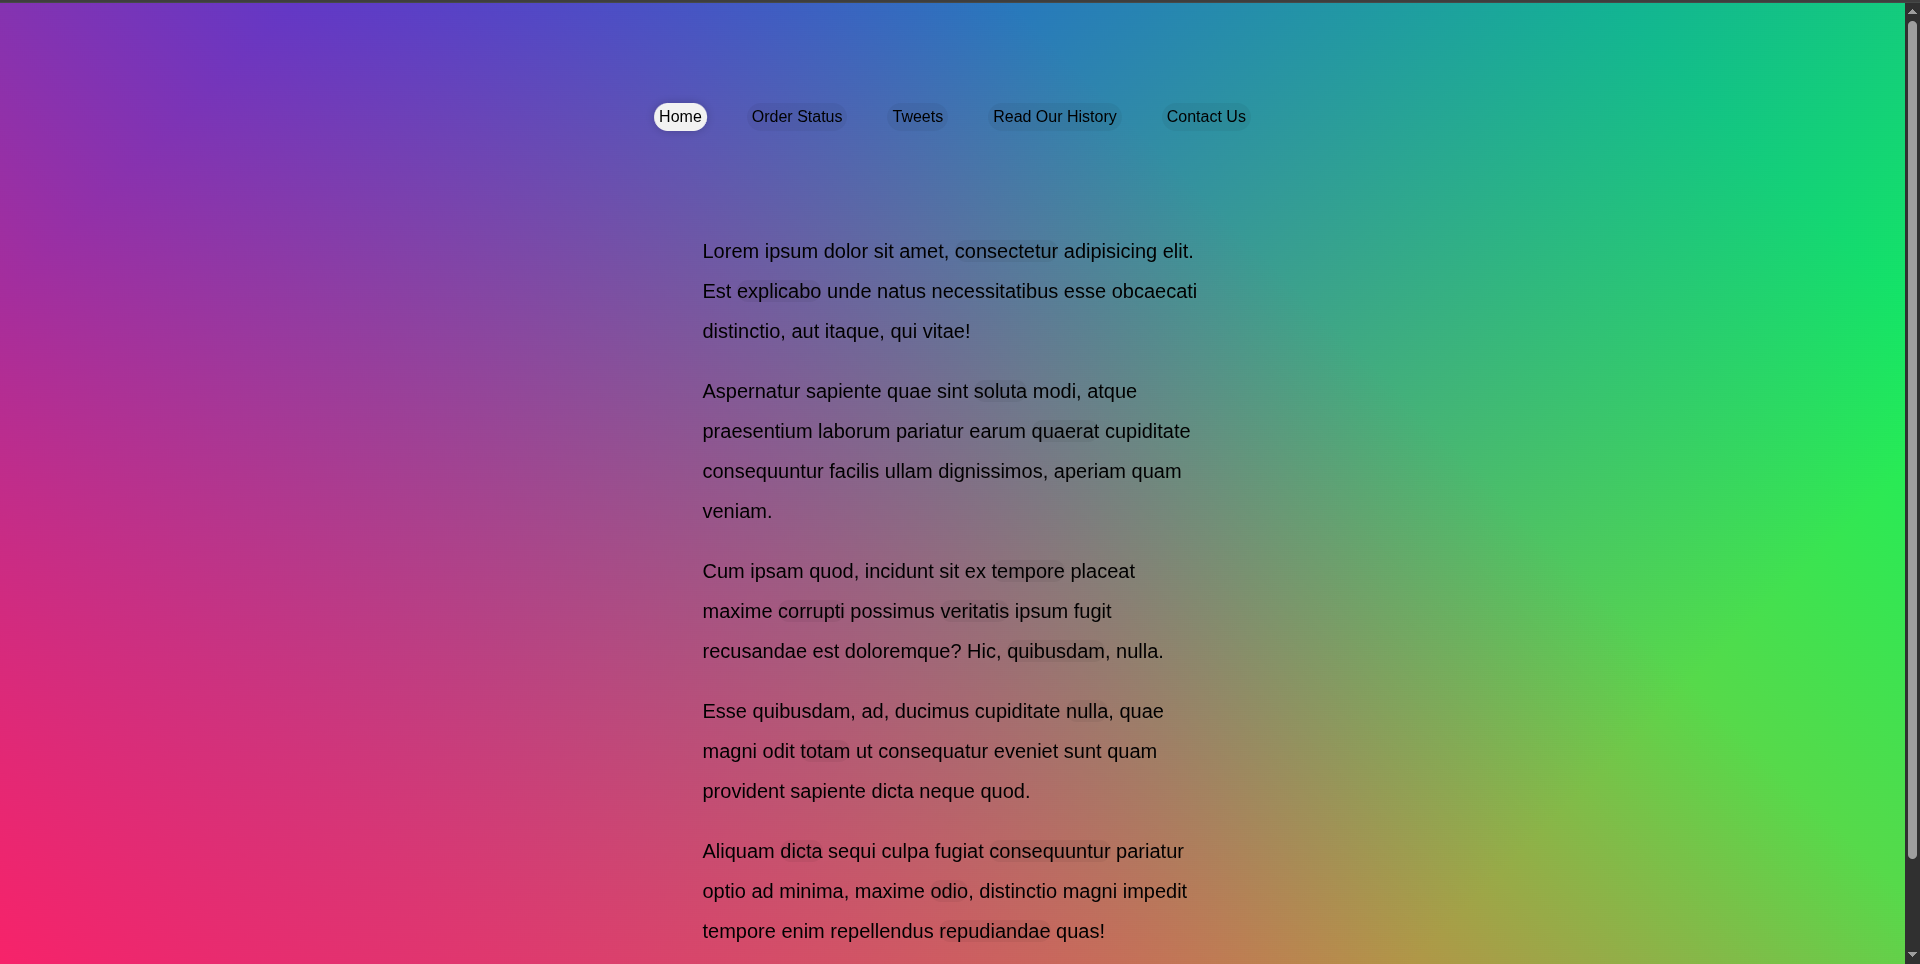 Home Order Status Tweets Read Our History Contact Us
Lorem ipsum dolor sit amet, consectetur adipisicing elit.
Est explicabo unde natus necessitatibus esse obcaecati
distinctio, aut itaque, qui vitae!
Aspernatur sapiente quae sint soluta modi, atque
praesentium laborum pariatur earum quaerat cupiditate
consequuntur facilis ullam dignissimos, aperiam quam
veniam.
Cum ipsam quod, incidunt sit ex tempore placeat
maxime corrupti possimus veritatis ipsum fugit
recusandae est doloremque? Hic, quibusdam, nulla.
Esse quibusdam, ad, ducimus cupiditate nulla, quae
magni odit totam ut consequatur eveniet sunt quam
provident sapiente dicta neque quod.
Aliquam dicta sequi culpa fugiat consequuntur pariatur
optio ad minima, maxime odio, distinctio magni impedit
tempore enim repellendus repudiandae quas!